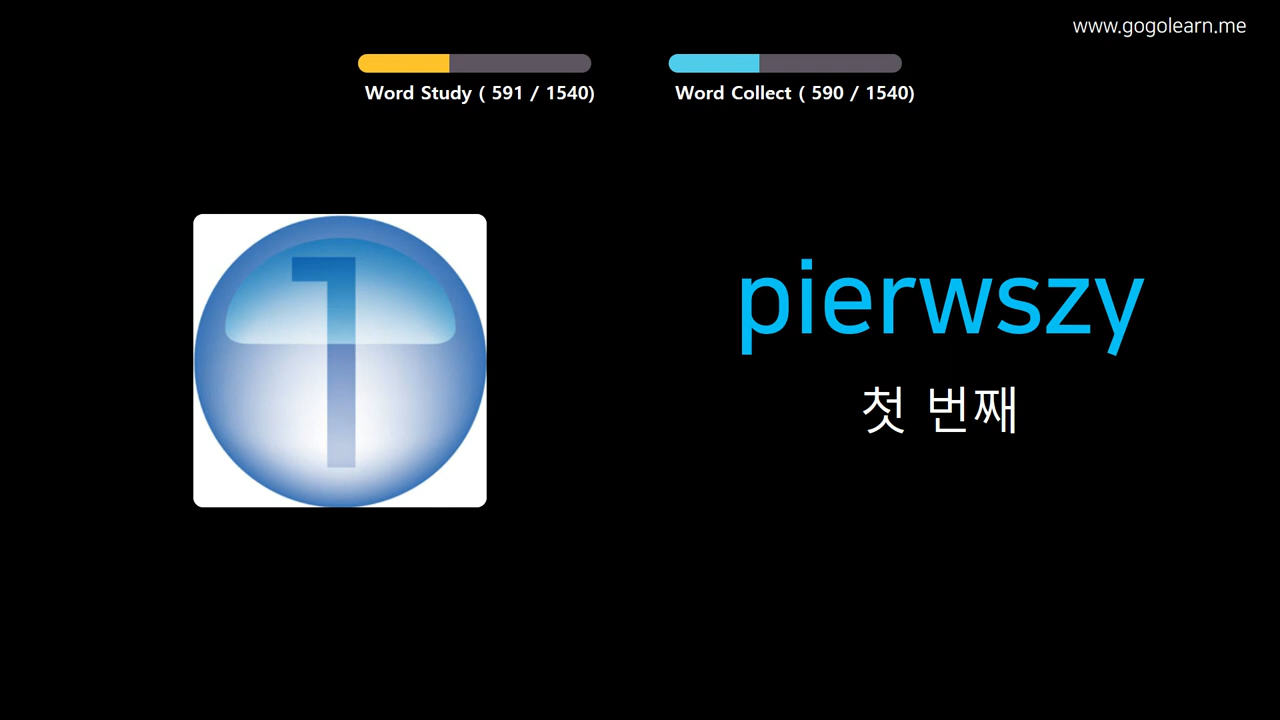 www.gogolearn.me
Word Study ( 591 / 1540)
Word Collect ( 590 / 1540)
1
pierwszy
첫 번째